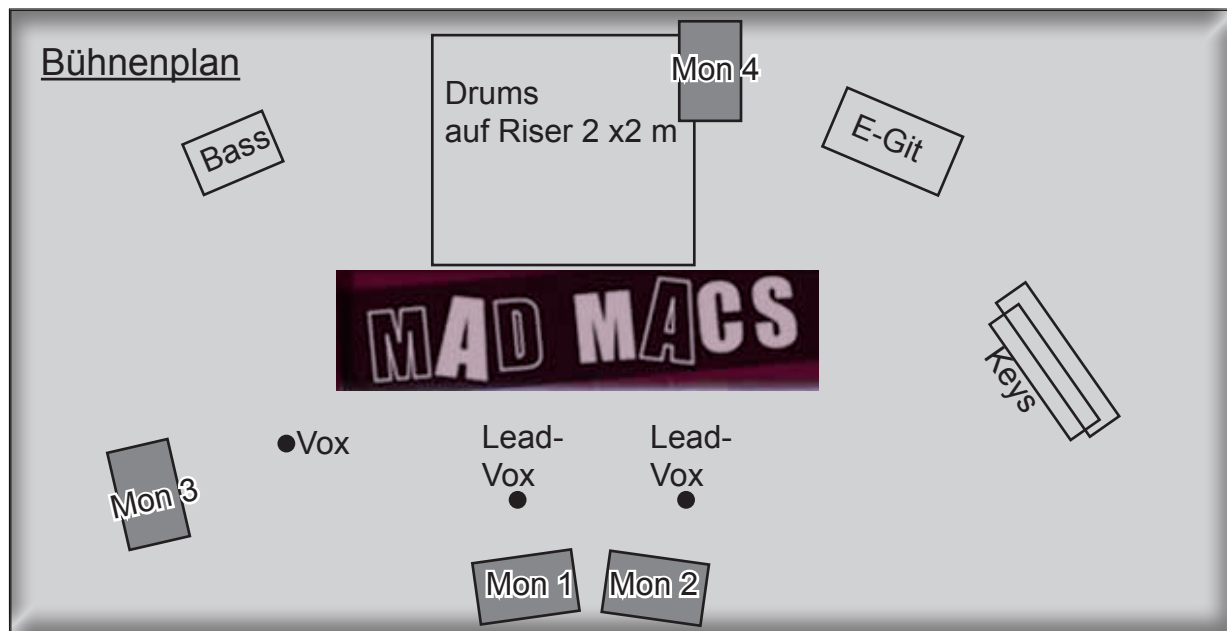 Bühnenplan
Mon 4
Drums
auf Riser 2 x2 m
Bass
E-Git
MAD MACS
Keys
Vox
Lead-
Vox
Lead-
Vox
Mon 3
Mon 1
Mon 2